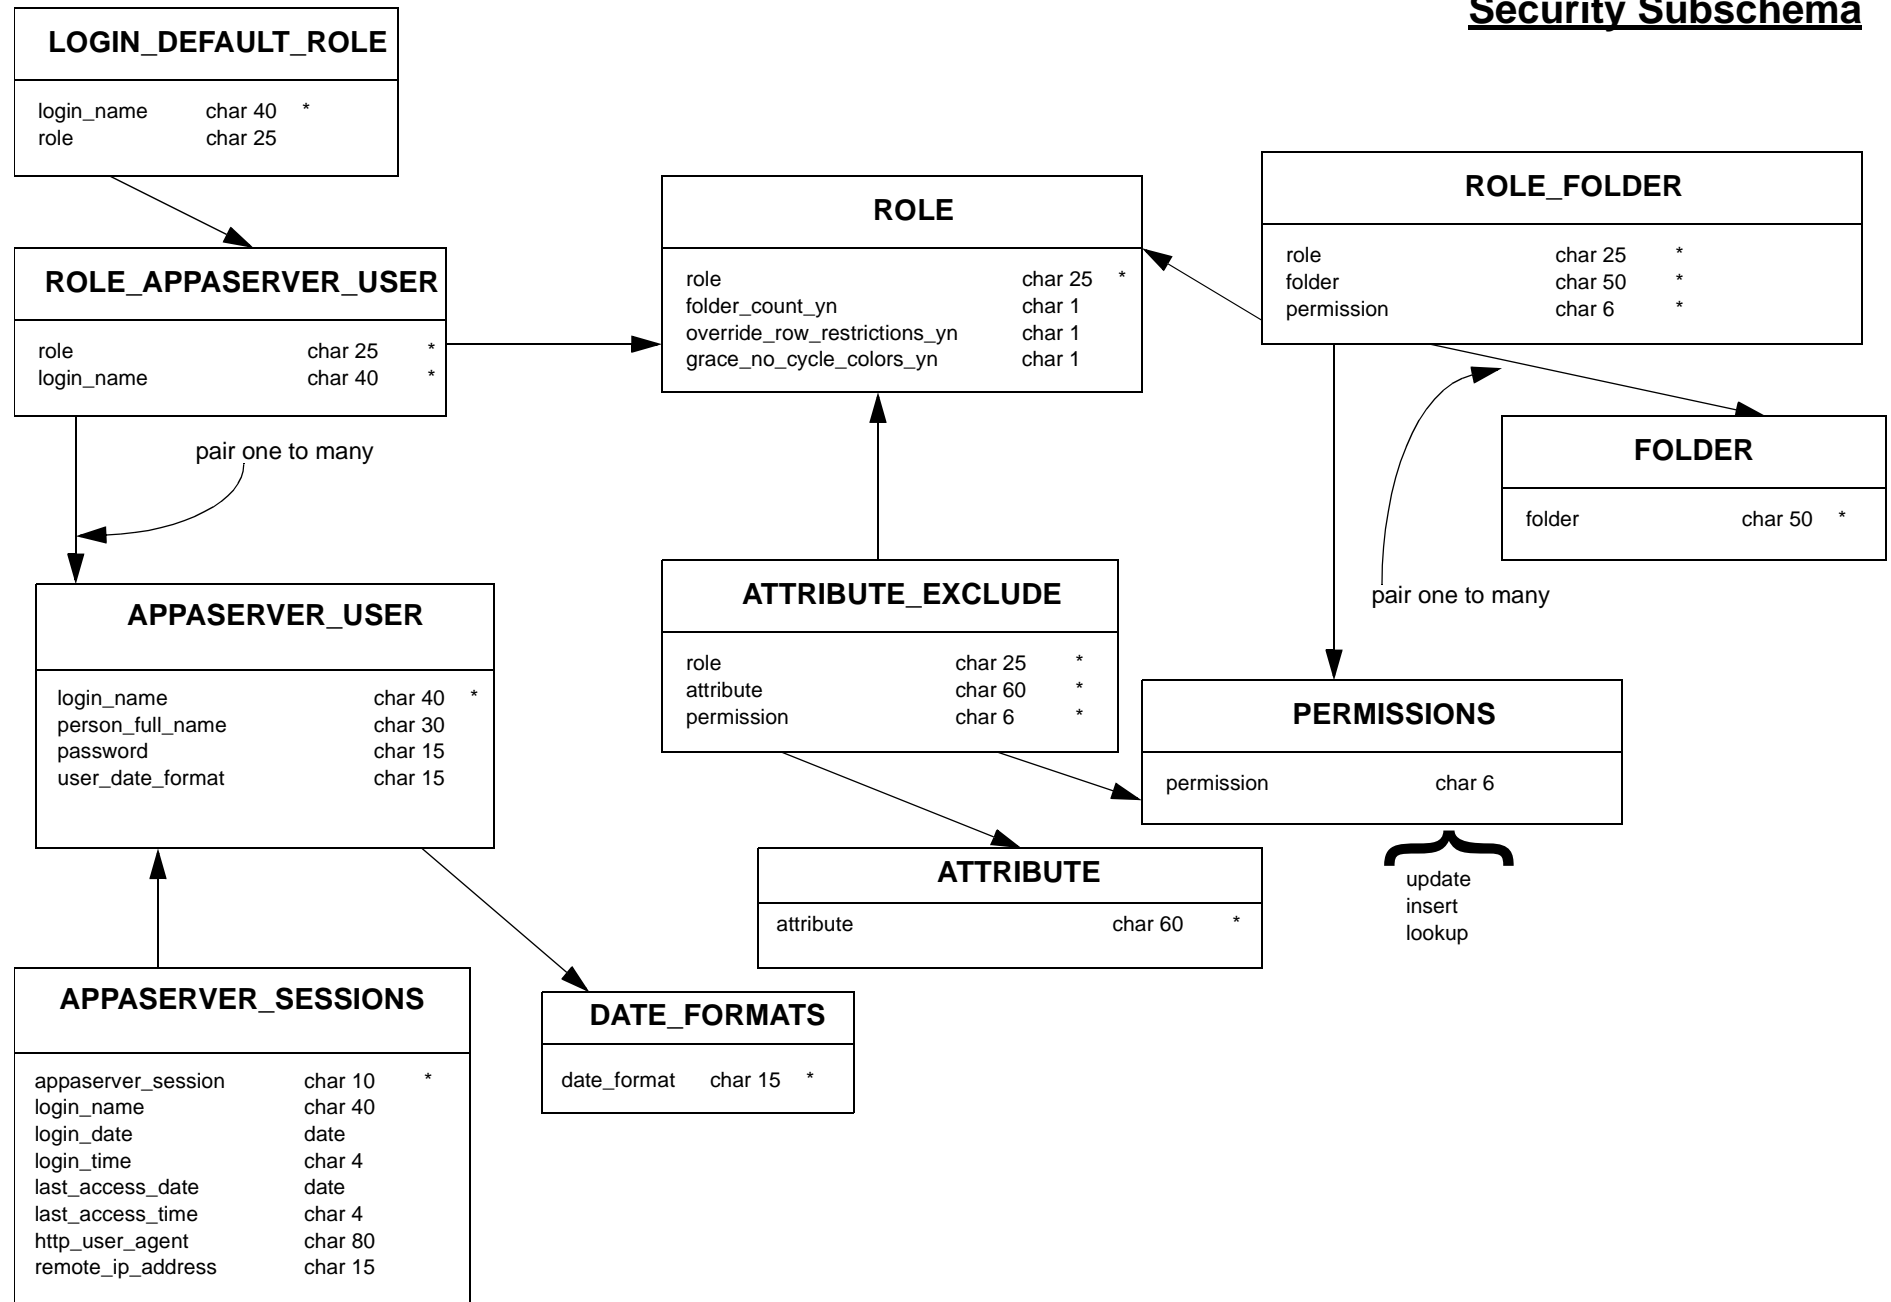 Security Subschema
LOGIN_DEFAULT_ROLE
login_name char 40 *
role char 25
ROLE_APPASERVER_USER
role char 25 *
login_name char 40 *
pair one to many
ROLE
role char 25 *
folder_count_yn char 1
override_row_restrictions_yn char 1
grace_no_cycle_colors_yn char 1
ROLE_FOLDER
role char 25 *
folder char 50 *
permission char 6 *
FOLDER
folder char 50 *
pair one to many
APPASERVER_USER
login_name char 40 *
person_full_name char 30
password char 15
user_date_format char 15
ATTRIBUTE_EXCLUDE
role char 25 *
attribute char 60 *
permission char 6 *
PERMISSIONS
permission char 6
update
insert
lookup
ATTRIBUTE
attribute char 60 *
APPASERVER_SESSIONS
appaserver_session char 10 *
login_name char 40
login_date date
login_time char 4
last_access_date date
last_access_time char 4
http_user_agent char 80
remote_ip_address char 15
DATE_FORMATS
date_format char 15 *